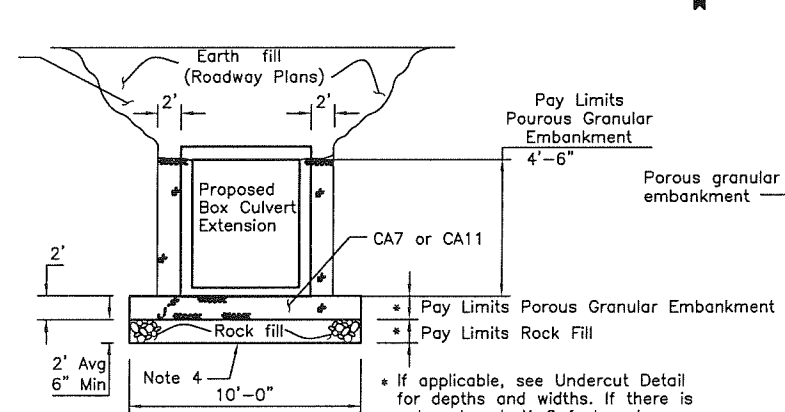 Earth fill
(Roadway Plans)
2'
2'
Pay Limits
Pourous Granular
Embankment
4'-6"
Porous granular
embankment
Proposed
Box Culvert
Extension
CA7 or CA11
2'
* Pay Limits Porous Granular Embankment
Rock fill
* Pay Limits Rock Fill
2' Avg
6" Min
Note 4
10'-0"
* If applicable, see Undercut Detail
for depths and widths. If there is